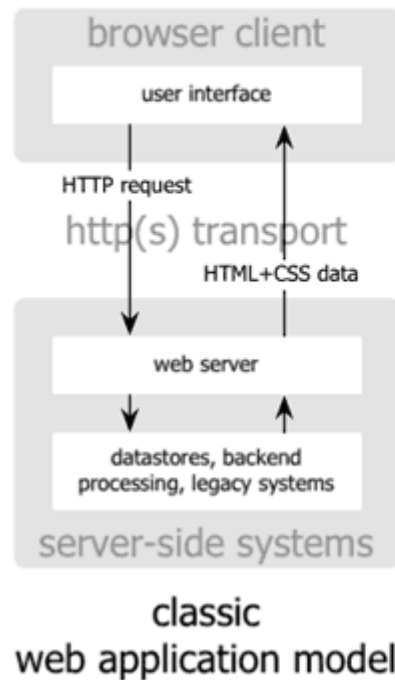 browser client
user interface
HTTP request
http(s) transport
HTML+CSS data
web server
datastores, backend
processing, legacy systems
server-side systems
classic
web application model